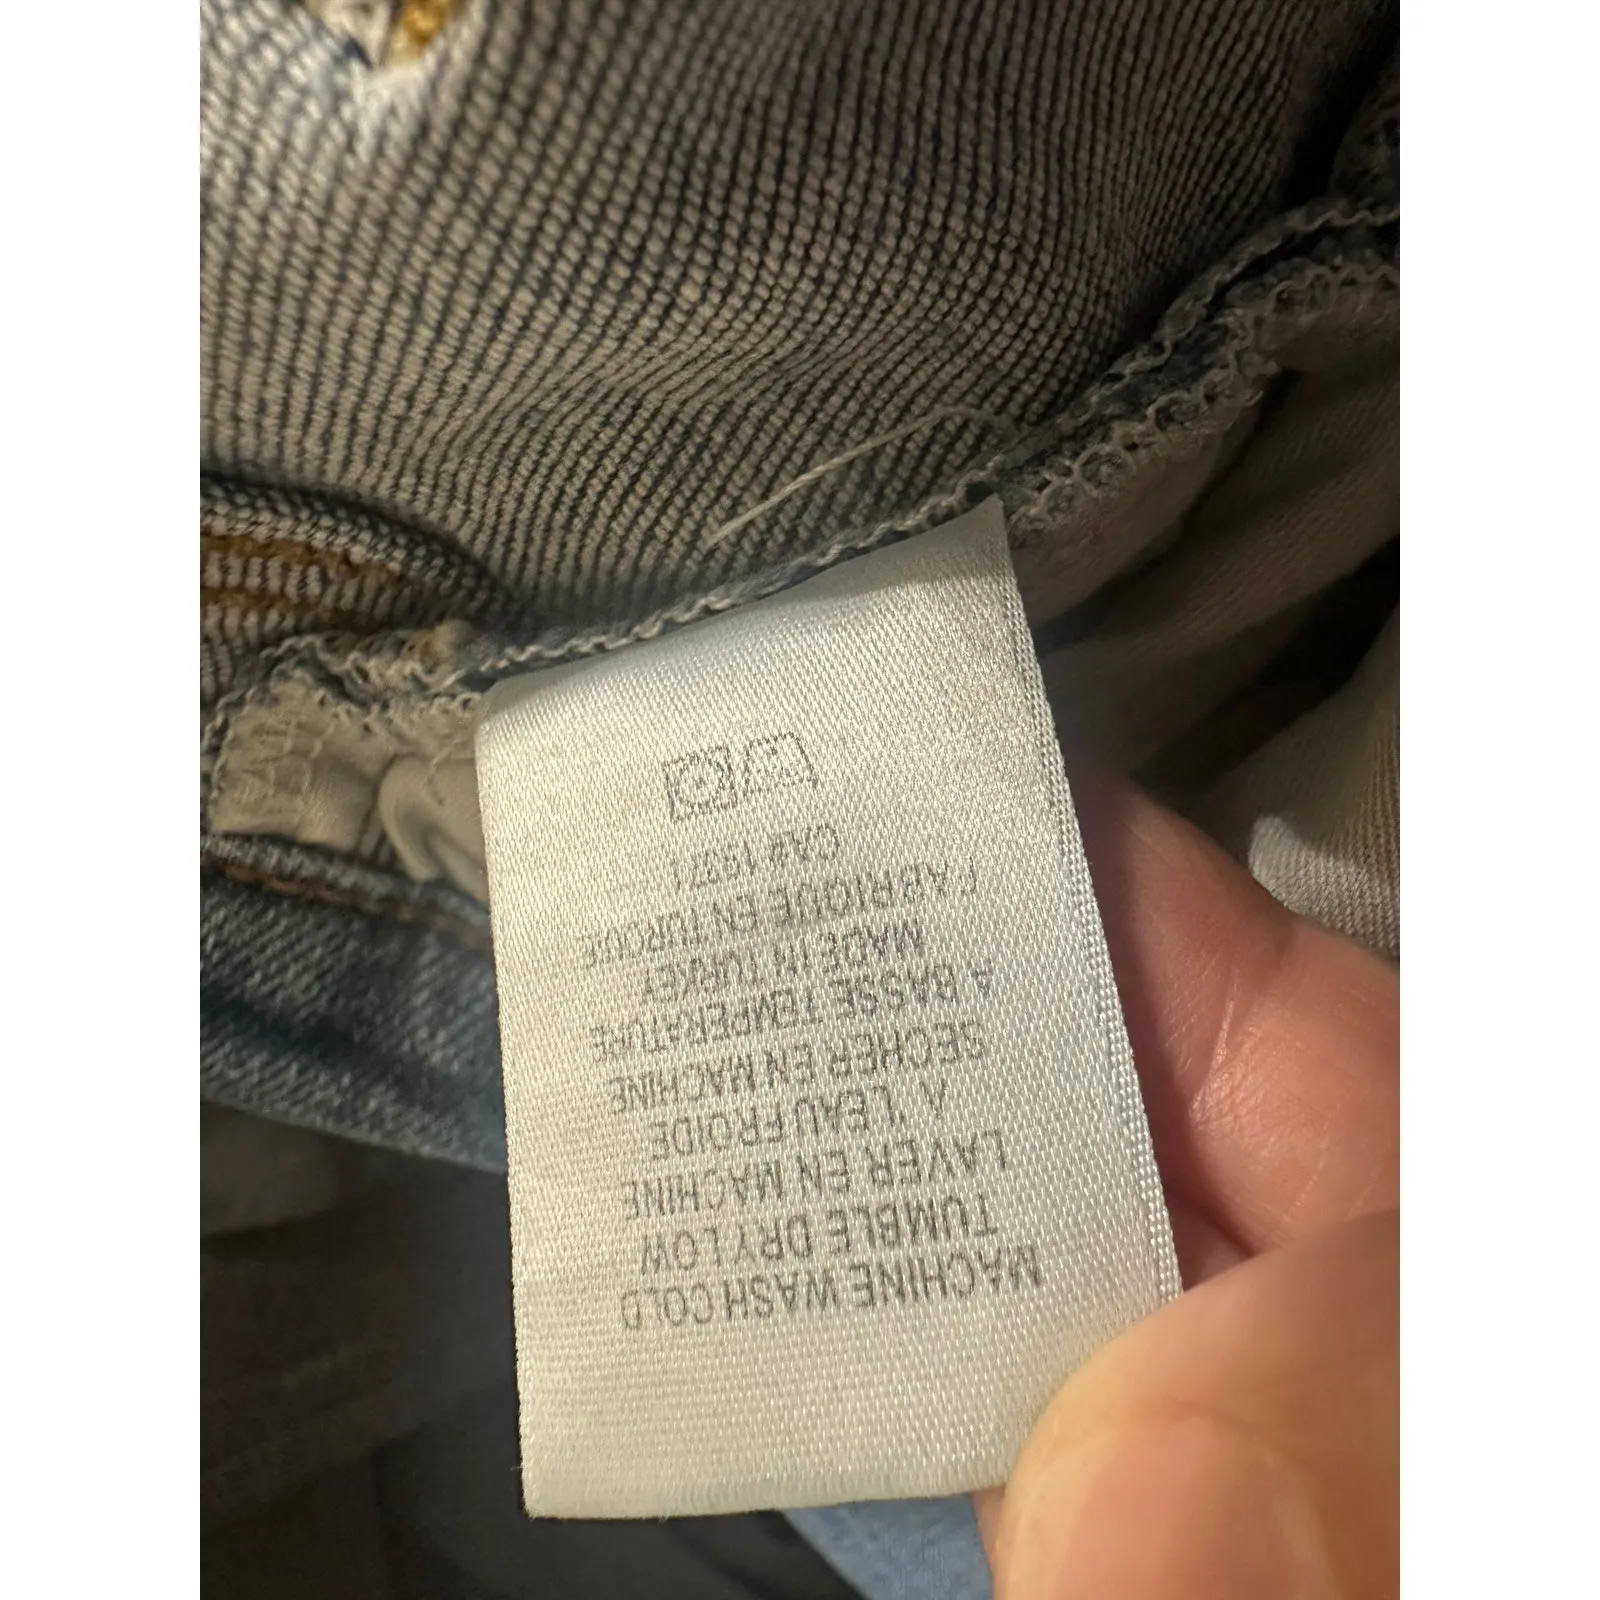 MACHINE WASH COLD
TUMBLE DRY LOW
LAVER EN MACHINE
À L'EAU FROIDE
SECHER EN MACHINE
A BASSE TEMPERATURE
MADE IN TURKEY
FABRIQUE EN TURQUIE
CA# 19571